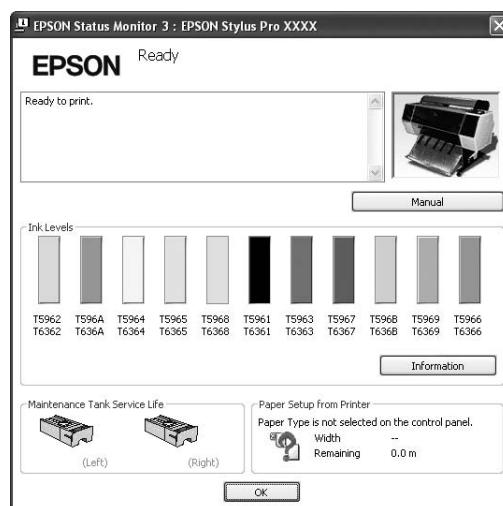 EPSON Status Monitor 3 : EPSON Stylus Pro XXXX
EPSON
Ready
Ready to print.
Manual
Ink Levels
T5962 T596A T5964 T5965 T5968 T5961 T5963 T5967 T596B T5969 T5966
T6362 T636A T6364 T6365 T6368 T6361 T6363 T6367 T636B T6369 T6366
Information
Maintenance Tank Service Life
(Left) (Right)
Paper Setup from Printer
Paper Type is not selected on the control panel.
Width --
Remaining 0.0 m
OK